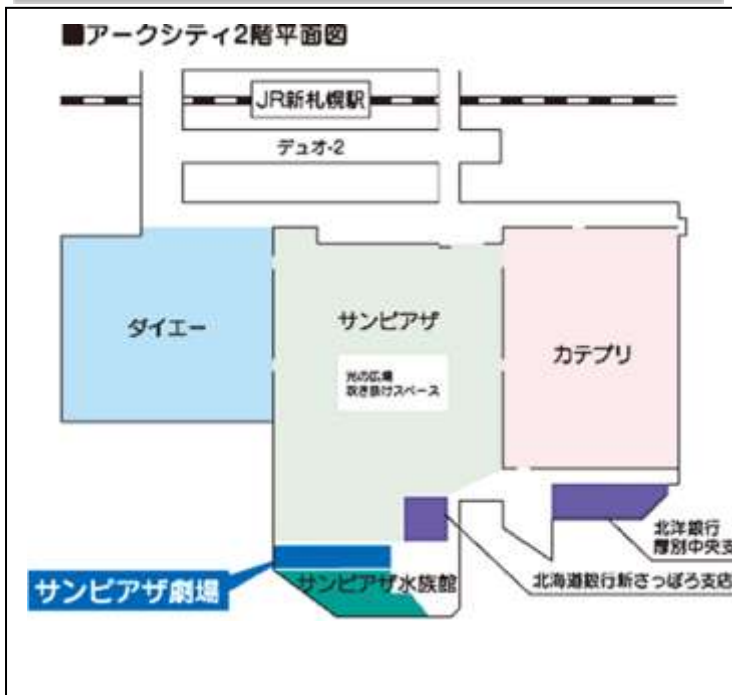 ■アークシティ2階平面図
JR新札幌駅
デュオ-2
ダイエー
サンピアザ
カテプリ
光の広場
吹き抜けスペース
北洋銀行
厚別中央支
北海道銀行新さっぽろ支店
サンピアザ劇場
サンピアザ水族館